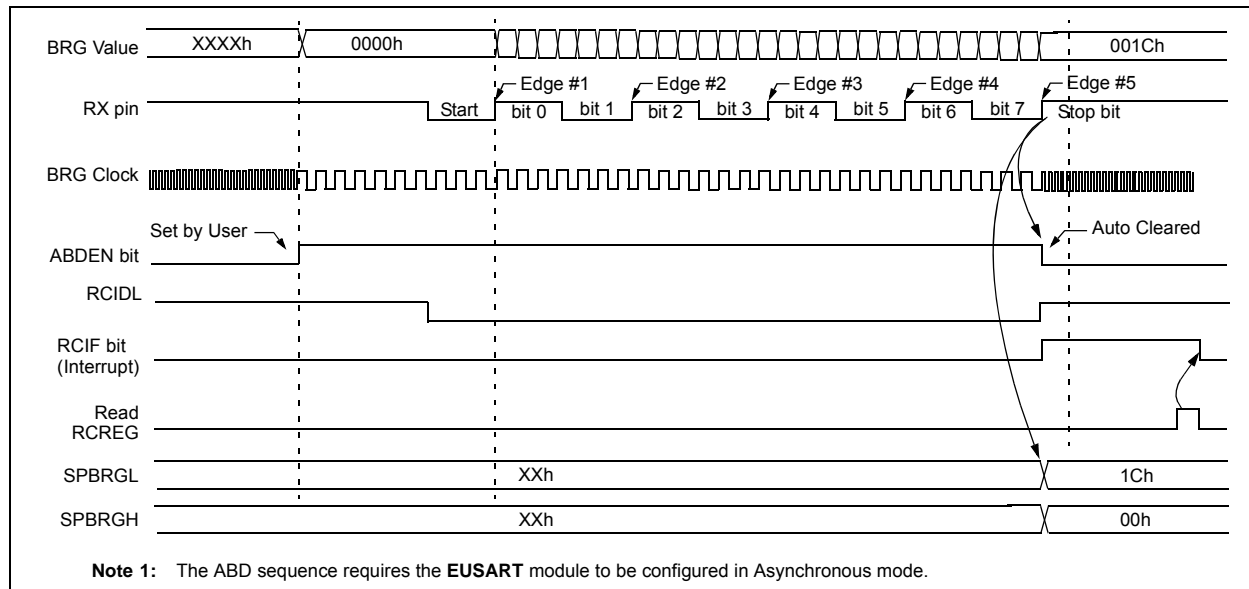 BRG Value XXXXh 0000h 001Ch
Edge #1 Edge #2 Edge #3 Edge #4 Edge #5
RX pin Start bit 0 bit 1 bit 2 bit 3 bit 4 bit 5 bit 6 bit 7 Stop bit
BRG Clock
Set by User Auto Cleared
ABDEN bit
RCIDL
RCIF bit
(Interrupt)
Read
RCREG
SPBRGL XXh 1Ch
SPBRGH XXh 00h
Note 1: The ABD sequence requires the EUSART module to be configured in Asynchronous mode.